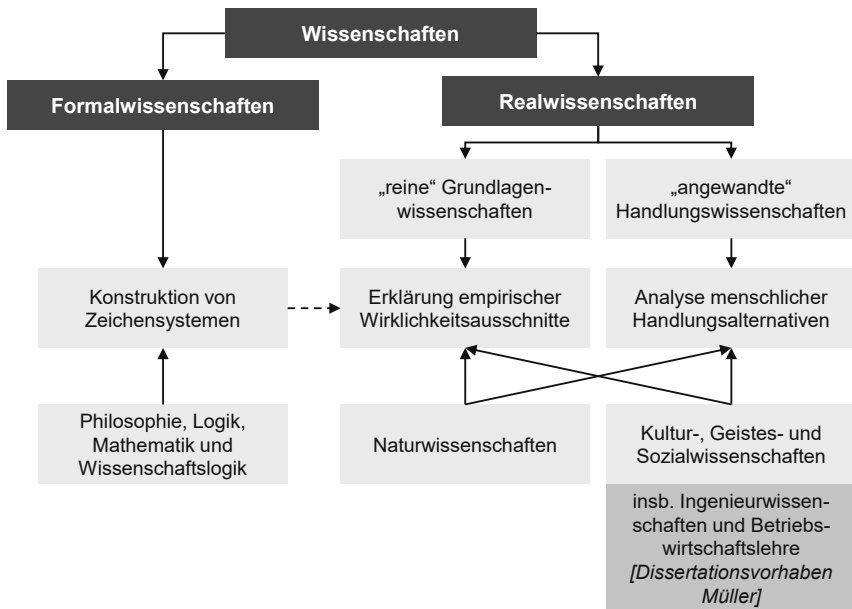 Wissenschaften
Formalwissenschaften
Realwissenschaften
„reine“ Grundlagen-
wissenschaften
„angewandte“
Handlungswissenschaften
Konstruktion von
Zeichensystemen
Erklärung empirischer
Wirklichkeitsausschnitte
Analyse menschlicher
Handlungsalternativen
Philosophie, Logik,
Mathematik und
Wissenschaftslogik
Naturwissenschaften
Kultur-, Geistes- und
Sozialwissenschaften
insb. Ingenieurwissen-
schaften und Betriebs-
wirtschaftslehre
[Dissertationsvorhaben
Müller]